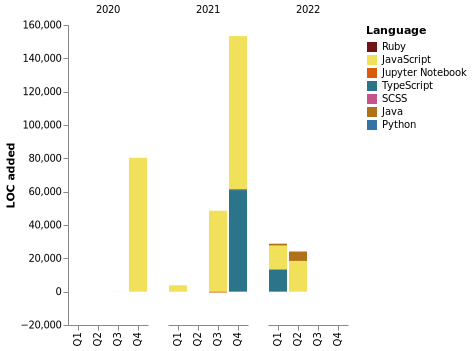 2020 2021 2022
160,000
140,000
120,000
100,000
80,000
60,000
40,000
20,000
0
−20,000
LOC added
Q1 Q2 Q3 Q4 Q1 Q2 Q3 Q4 Q1 Q2 Q3 Q4
Language
Ruby
JavaScript
Jupyter Notebook
TypeScript
SCSS
Java
Python